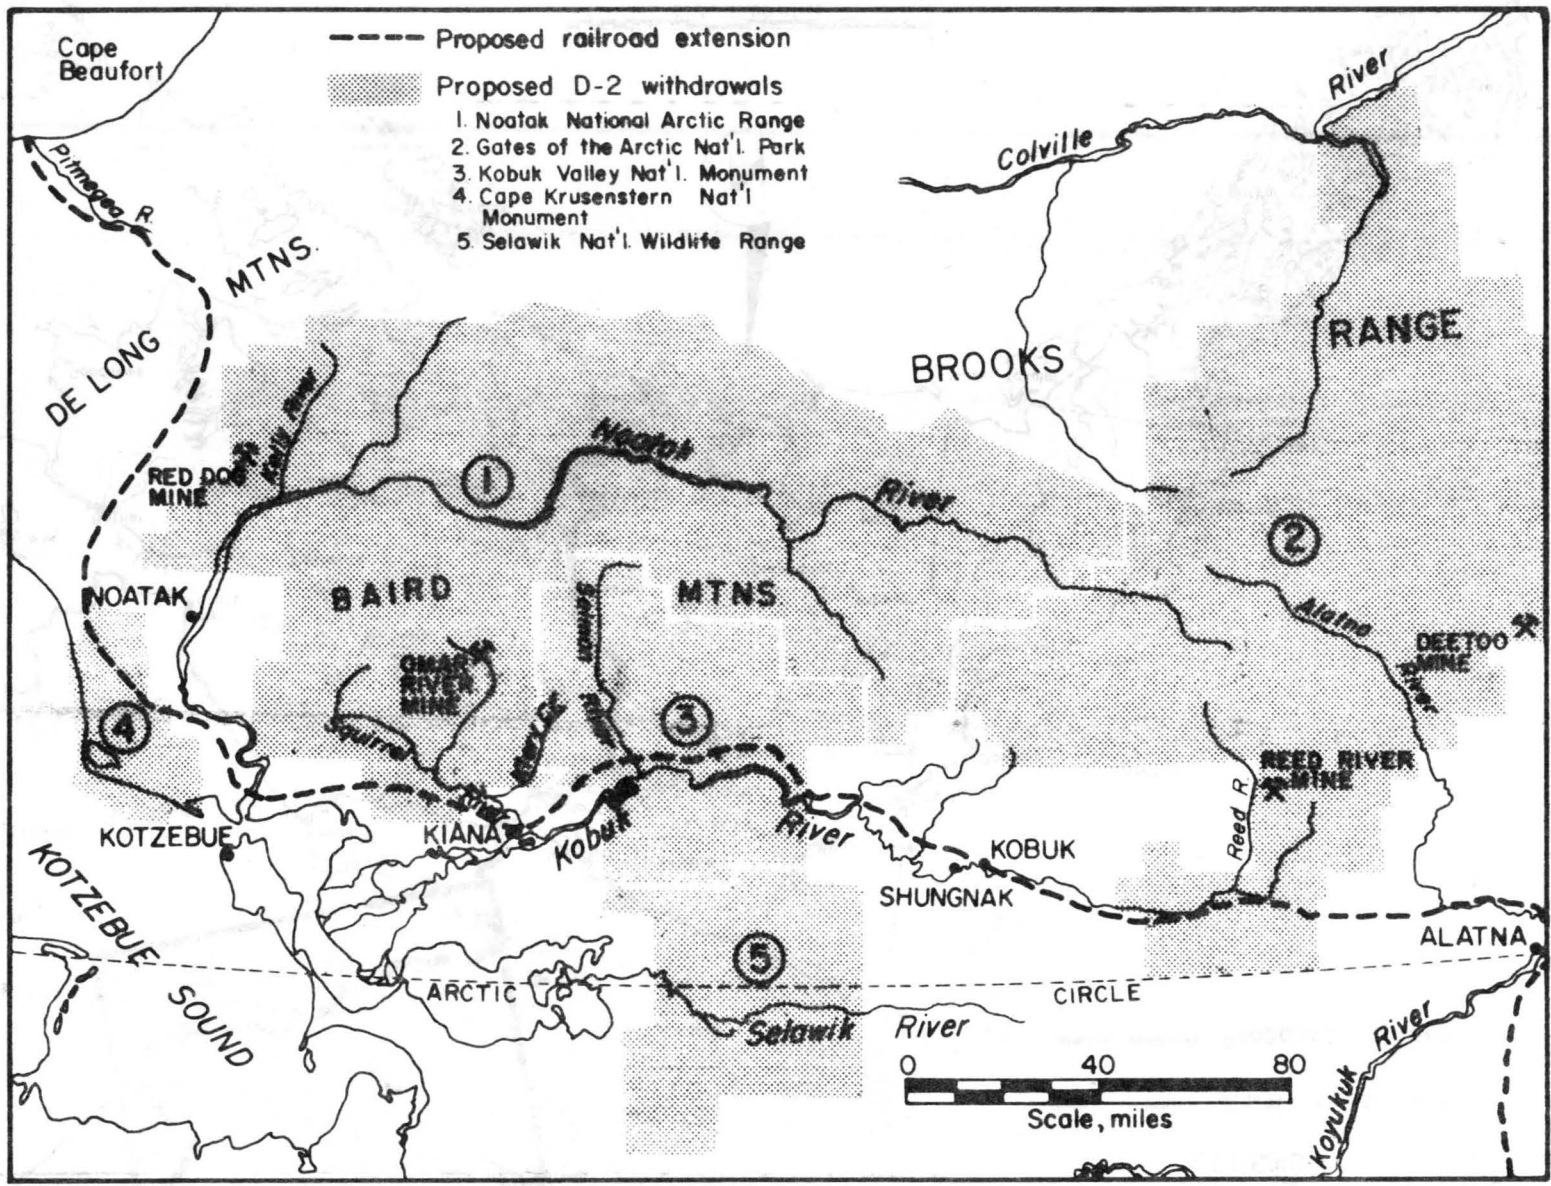 Cape
Beaufort
Proposed railroad extension
Proposed D-2 withdrawals
1. Noatak National Arctic Range
2. Gates of the Arctic Nat'l. Park
3. Kobuk Valley Nat'l. Monument
4. Cape Krusenstern Nat'l
Monument
5. Selawik Nat'l. Wildlife Range
River
Colville
Pitmegea R.
MTNS.
DE LONG
BROOKS
RANGE
Kelly River
RED DOG
MINE
Noatak
River
1
2
NOATAK
BAIRD
MTNS.
Alatna
River
DEETOO
MINE
OMAR
RIVER
MINE
River
Squirrel
River
3
4
REED RIVER
MINE
Reed R.
KOTZEBUE
KIANA
Kobuk
River
KOBUK
SHUNGNAK
KOTZEBUE
SOUND
5
ALATNA
ARCTIC
CIRCLE
Selawik River
Koyukuk River
0 40 80
Scale, miles